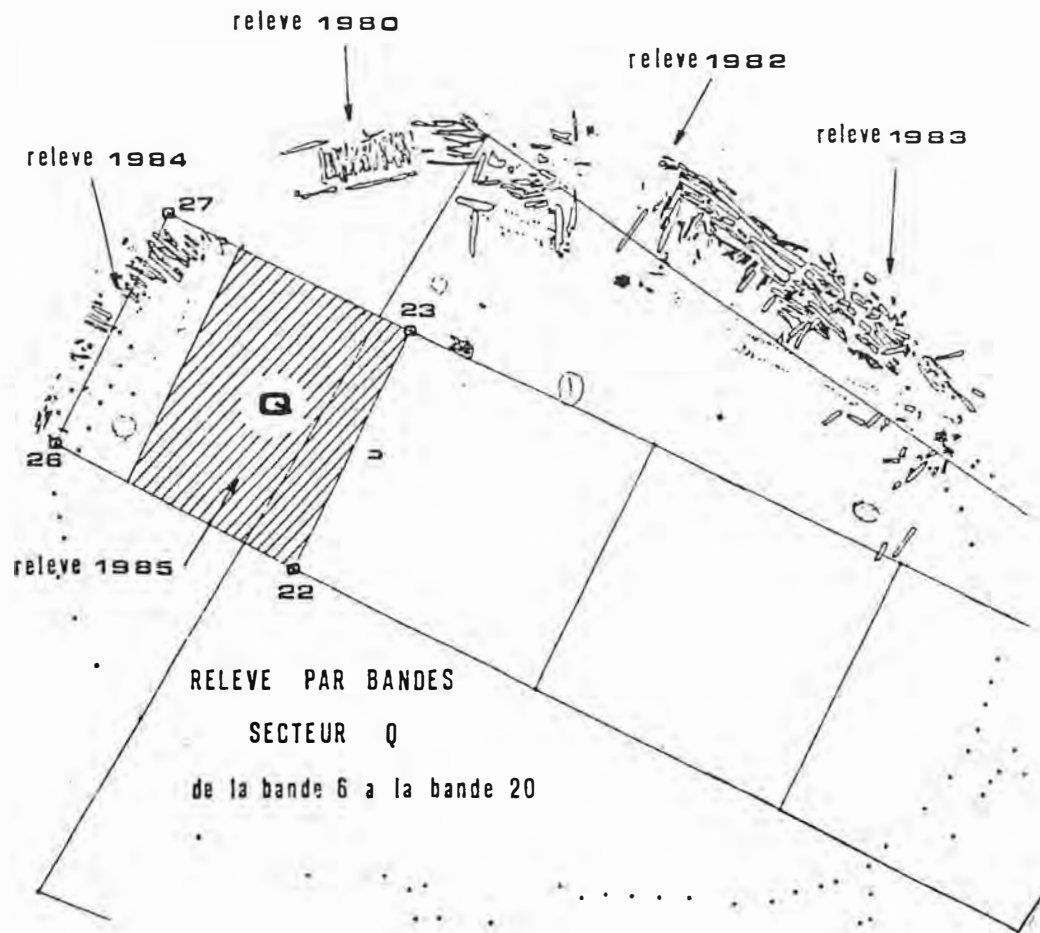 releve 1980
releve 1982
releve 1983
releve 1984
27
23
Q
U
26
releve 1985
22
RELEVE PAR BANDES
SECTEUR Q
de la bande 6 a la bande 20